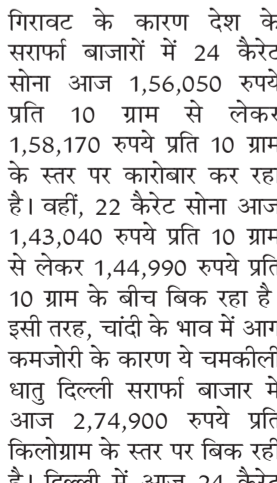 गिरावट के कारण देश के
सर्राफा बाजारों में 24 कैरेट
सोना आज 1,56,050 रुपये
प्रति 10 ग्राम से लेकर
1,58,170 रुपये प्रति 10 ग्राम
के स्तर पर कारोबार कर रहा
है। वहीं, 22 कैरेट सोना आज
1,43,040 रुपये प्रति 10 ग्राम
से लेकर 1,44,990 रुपये प्रति
10 ग्राम के बीच बिक रहा है
इसी तरह, चांदी के भाव में आग
कमजोरी के कारण ये चमकीली
धातु दिल्ली सर्राफा बाजार में
आज 2,74,900 रुपये प्रति
किलोग्राम के स्तर पर बिक रही
है। दिल्ली में आज 24 कैरेट